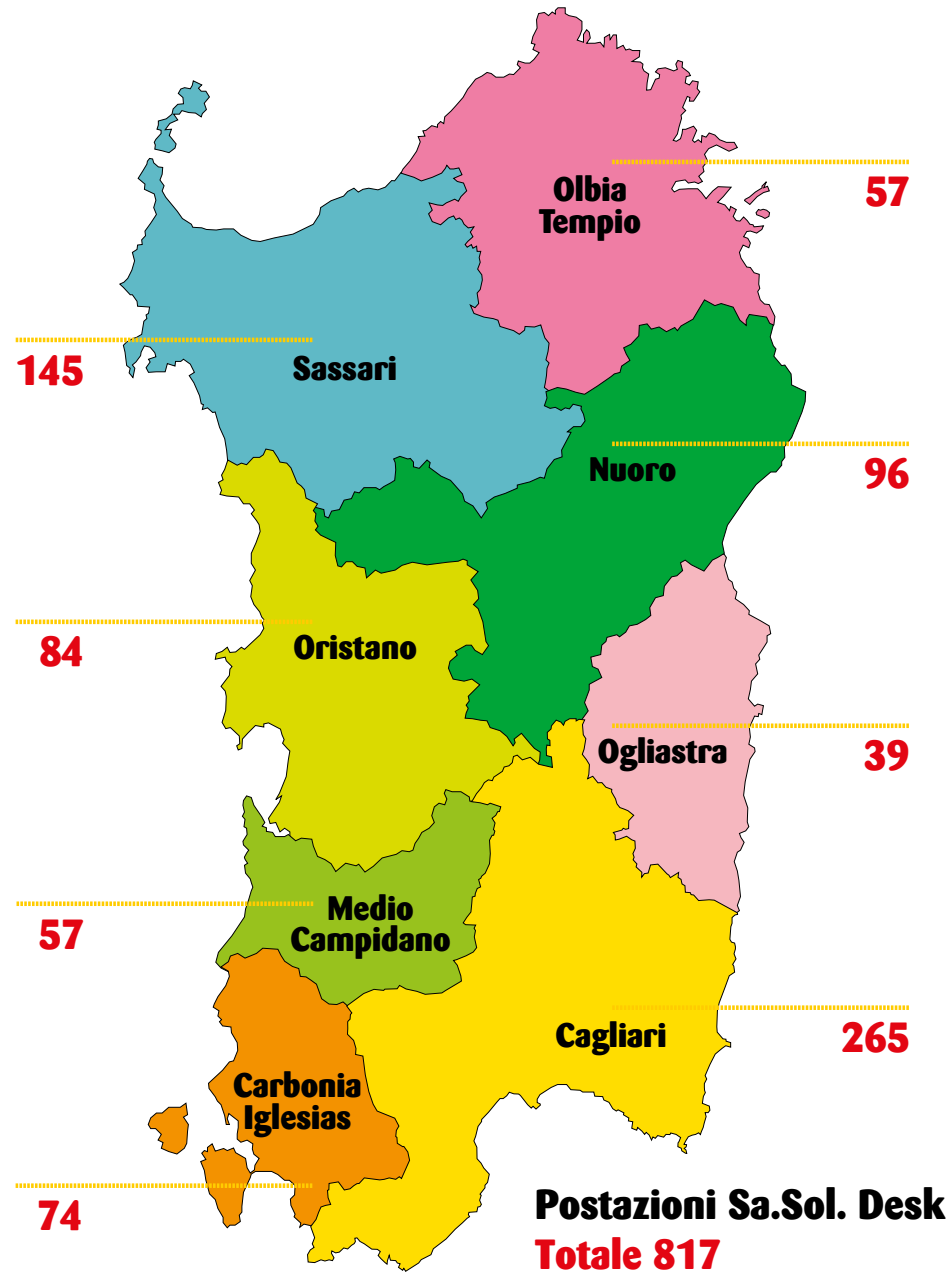 Olbia
Tempio
57
145
Sassari
Nuoro
96
84
Oristano
Ogliastra
39
57
Medio
Campidano
Cagliari
265
Carbonia
Iglesias
74
Postazioni Sa.Sol. Desk
Totale 817